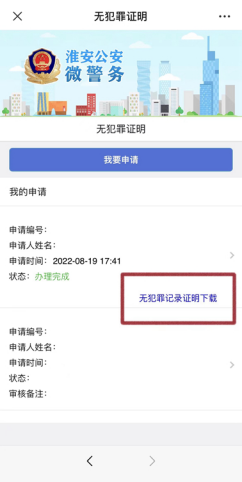 无犯罪证明
淮安公安
微警务
无犯罪证明
我要申请
我的申请
申请编号：
申请人姓名：
申请时间： 2022-08-19 17:41
状态： 办理完成
无犯罪记录证明下载
申请编号：
申请人姓名：
申请时间：
状态：
审核备注：